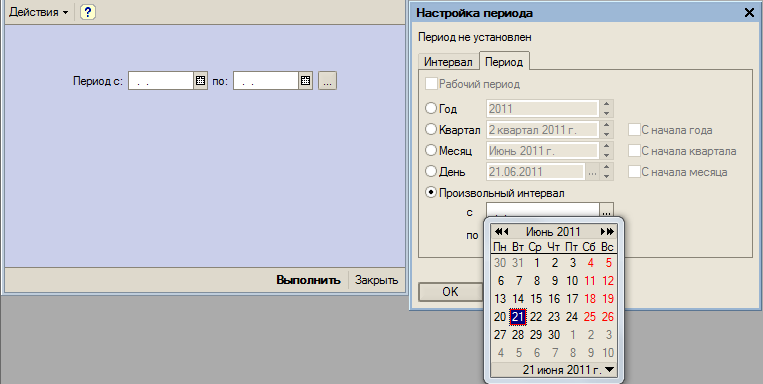 Действия ?
Период с: . . по: . . ...
Выполнить Закрыть
Настройка периода
Период не установлен
Интервал Период
Рабочий период
Год 2011
Квартал 2 квартал 2011 г. С начала года
Месяц Июнь 2011 г. С начала квартала
День 21.06.2011 ... С начала месяца
Произвольный интервал
с . . ...
по
OK
Июнь 2011
Пн Вт Ср Чт Пт Сб Вс
30 31 1 2 3 4 5
6 7 8 9 10 11 12
13 14 15 16 17 18 19
20 21 22 23 24 25 26
27 28 29 30 1 2 3
4 5 6 7 8 9 10
21 июня 2011 г.